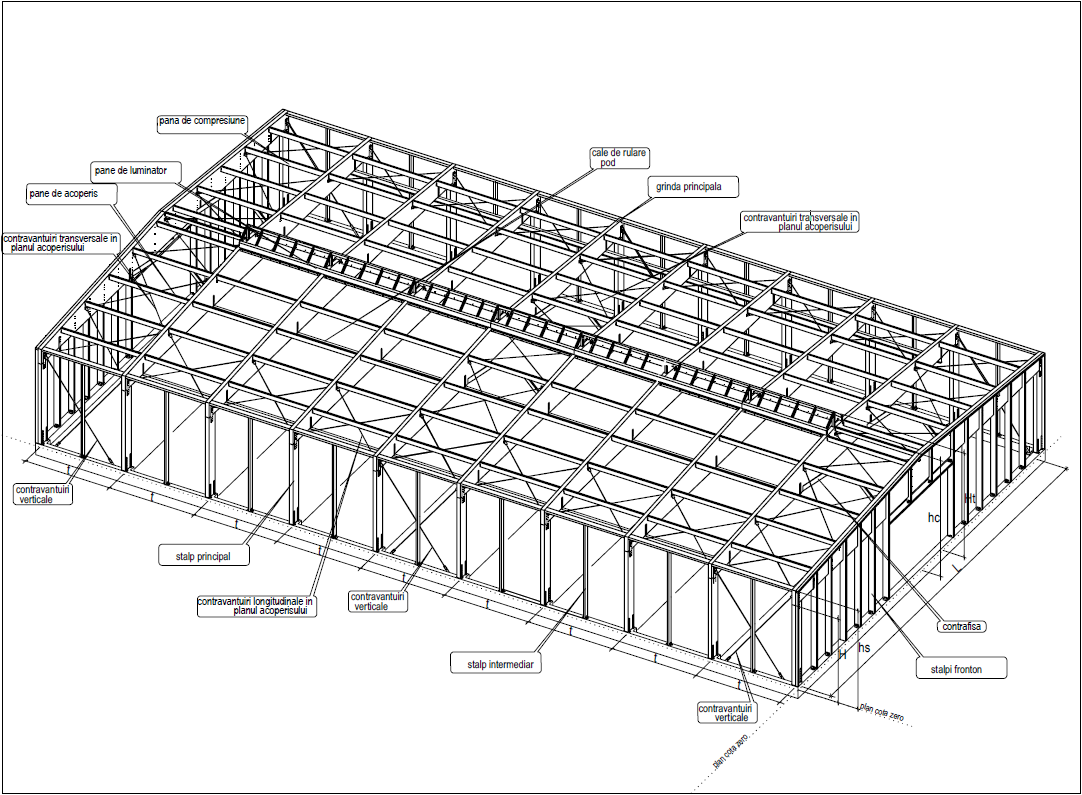 pana de compresiune
cale de rulare
pod
pane de luminator
grinda principala
pane de acoperis
contravantuiri transversale in
planul acoperisului
contravantuiri transversale in
planul acoperisului
Ht
hc
L
contravantuiri
verticale
t
t
t
t
t
t
t
t
t
stalp principal
contravantuiri longitudinale in
planul acoperisului
contravantuiri
verticale
contrafisa
H
hs
stalp intermediar
stalpi fronton
contravantuiri
verticale
plan cota zero
plan cota zero